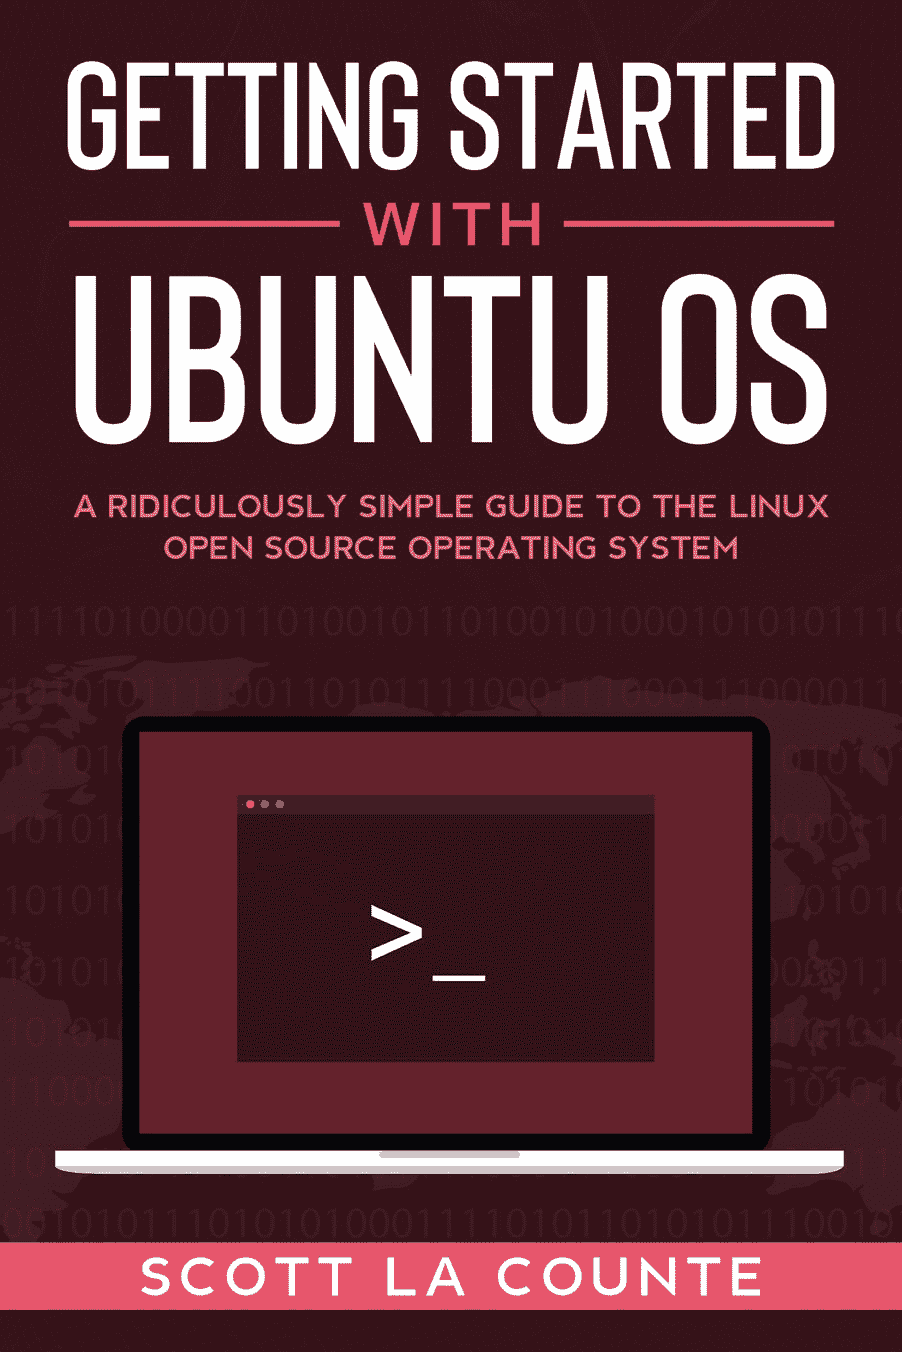 GETTING STARTED
WITH
UBUNTU OS
A RIDICULOUSLY SIMPLE GUIDE TO THE LINUX
OPEN SOURCE OPERATING SYSTEM
>_
SCOTT LA COUNTE